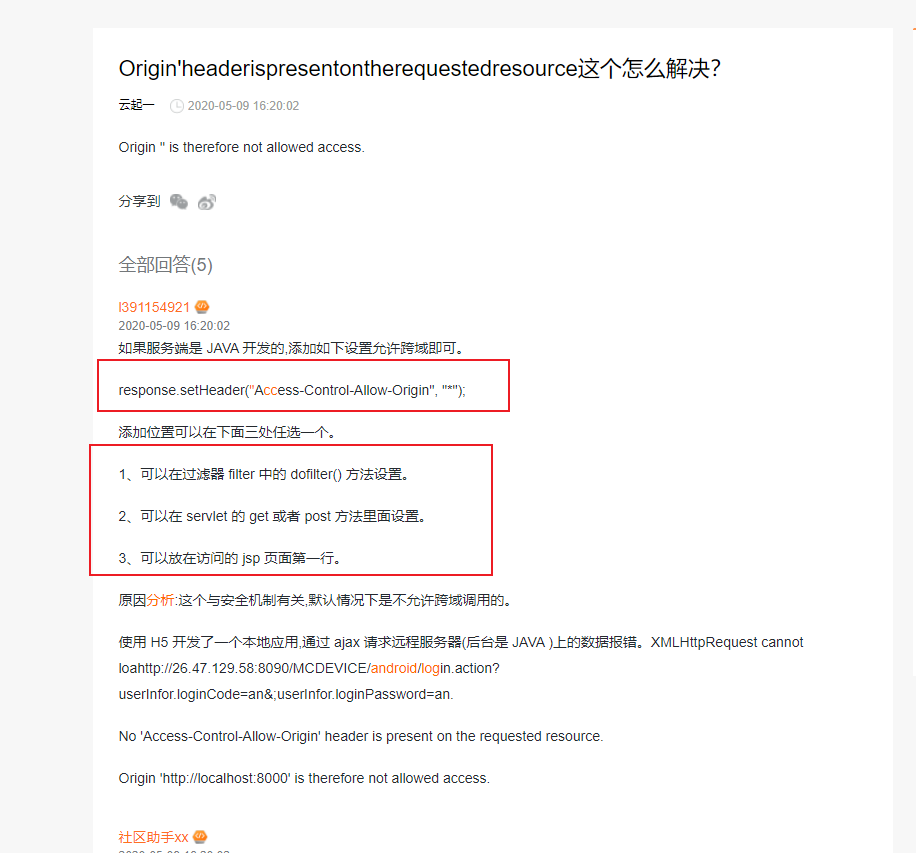 Origin'headerispresentontherequestedresource这个怎么解决？
云起一 2020-05-09 16:20:02
Origin '' is therefore not allowed access.
分享到
全部回答(5)
l391154921
2020-05-09 16:20:02
如果服务端是 JAVA 开发的,添加如下设置允许跨域即可。
response.setHeader("Access-Control-Allow-Origin", "*");
添加位置可以在下面三处任选一个。
1、可以在过滤器 filter 中的 dofilter() 方法设置。
2、可以在 servlet 的 get 或者 post 方法里面设置。
3、可以放在访问的 jsp 页面第一行。
原因分析:这个与安全机制有关,默认情况下是不允许跨域调用的。
使用 H5 开发了一个本地应用,通过 ajax 请求远程服务器(后台是 JAVA )上的数据报错。XMLHttpRequest cannot
loahttp://26.47.129.58:8090/MCDEVICE/android/login.action?
userInfor.loginCode=an&;userInfor.loginPassword=an.
No 'Access-Control-Allow-Origin' header is present on the requested resource.
Origin 'http://localhost:8000' is therefore not allowed access.
社区助手xx